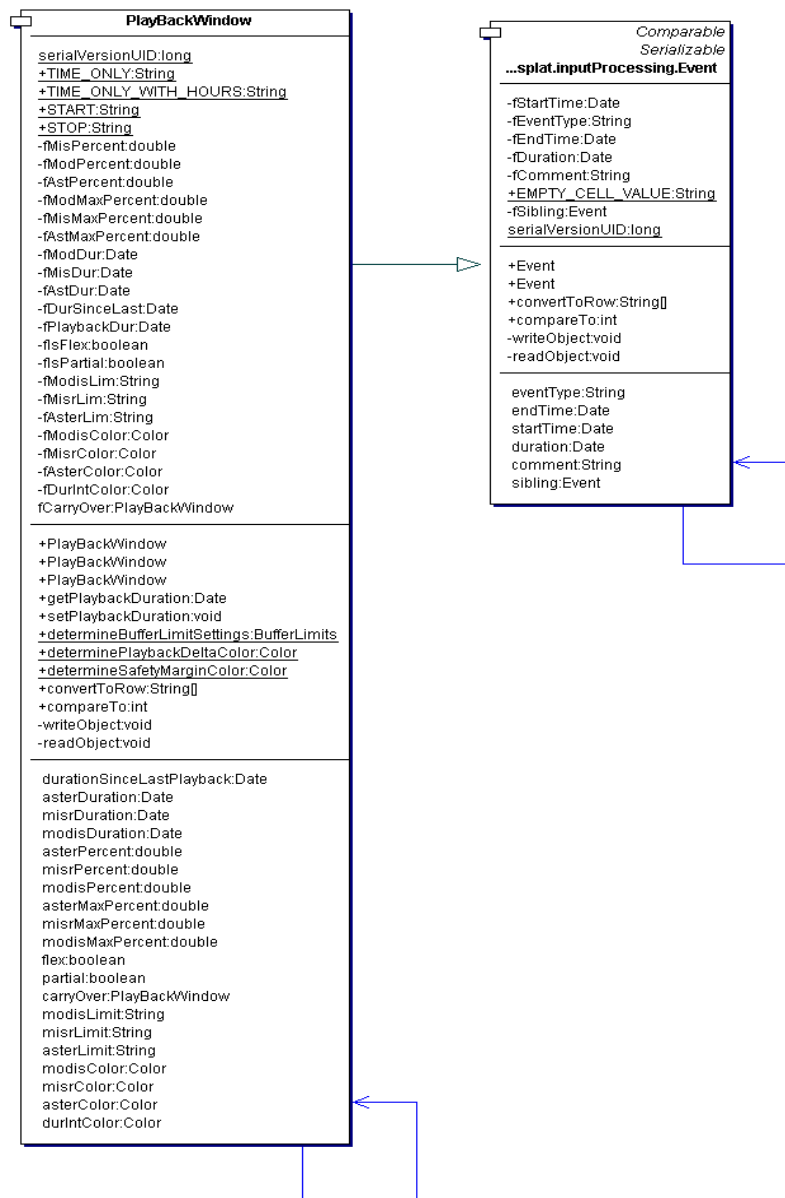 PlayBackWindow
serialVersionUID:long
+TIME_ONLY:String
+TIME_ONLY_WITH_HOURS:String
+START:String
+STOP:String
-fMisPercent:double
-fModPercent:double
-fAstPercent:double
-fModMaxPercent:double
-fMisMaxPercent:double
-fAstMaxPercent:double
-fModDur:Date
-fMisDur:Date
-fAstDur:Date
-fDurSinceLast:Date
-fPlaybackDur:Date
-fIsFlex:boolean
-fIsPartial:boolean
-fModisLim:String
-fMisrLim:String
-fAsterLim:String
-fModisColor:Color
-fMisrColor:Color
-fAsterColor:Color
-fDurIntColor:Color
fCarryOver:PlayBackWindow
+PlayBackWindow
+PlayBackWindow
+PlayBackWindow
+getPlaybackDuration:Date
+setPlaybackDuration:void
+determineBufferLimitSettings:BufferLimits
+determinePlaybackDeltaColor:Color
+determineSafetyMarginColor:Color
+convertToRow:String[]
+compareTo:int
-writeObject:void
-readObject:void
durationSinceLastPlayback:Date
asterDuration:Date
misrDuration:Date
modisDuration:Date
asterPercent:double
misrPercent:double
modisPercent:double
asterMaxPercent:double
misrMaxPercent:double
modisMaxPercent:double
flex:boolean
partial:boolean
carryOver:PlayBackWindow
modisLimit:String
misrLimit:String
asterLimit:String
modisColor:Color
misrColor:Color
asterColor:Color
durIntColor:Color
Comparable
Serializable
...splat.inputProcessing.Event
-fStartTime:Date
-fEventType:String
-fEndTime:Date
-fDuration:Date
-fComment:String
+EMPTY_CELL_VALUE:String
-fSibling:Event
serialVersionUID:long
+Event
+Event
+convertToRow:String[]
+compareTo:int
-writeObject:void
-readObject:void
eventType:String
endTime:Date
startTime:Date
duration:Date
comment:String
sibling:Event